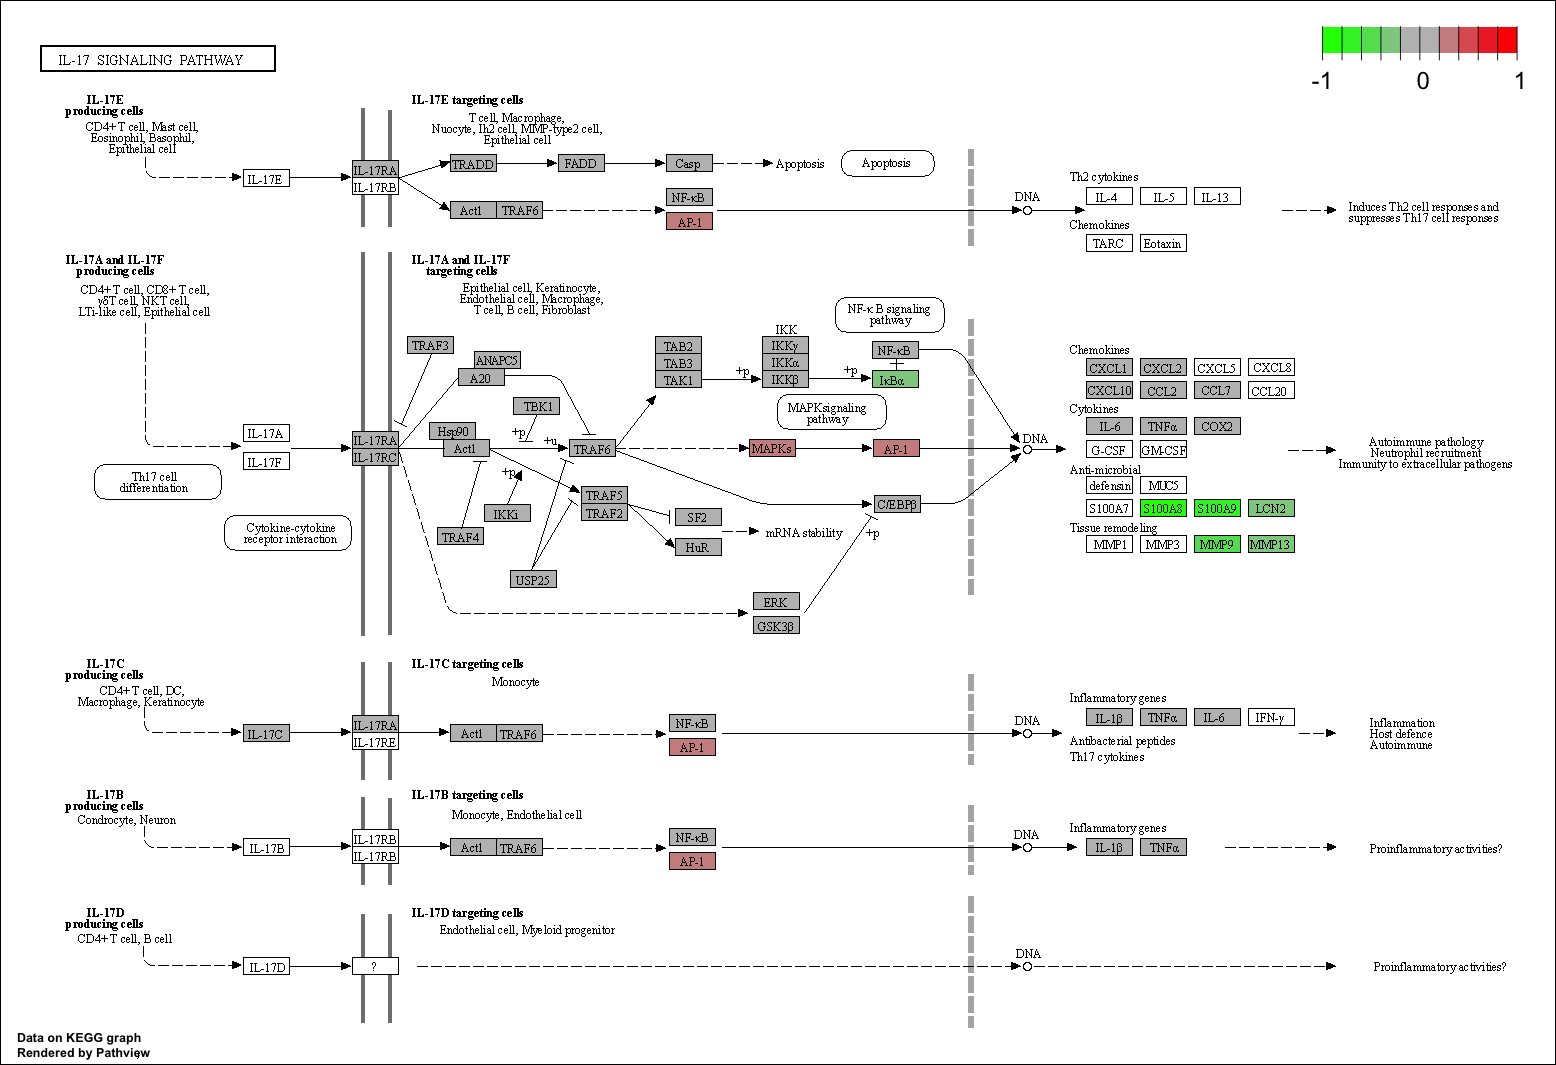 IL-17 SIGNALING PATHWAY
-1 0 1
IL-17E
producing cells
CD4+ T cell, Mast cell,
Eosinophil, Basophil,
Epithelial cell
IL-17E
IL-17RA
IL-17RB
IL-17E targeting cells
T cell, Macrophage,
Nuocyte, Ih2 cell, MMP-type2 cell,
Epithelial cell
TRADD
FADD
Casp
Apoptosis
Apoptosis
Act1
TRAF6
NF-κB
AP-1
DNA
Th2 cytokines
IL-4
IL-5
IL-13
Chemokines
TARC
Eotaxin
Induces Th2 cell responses and
suppresses Th17 cell responses
IL-17A and IL-17F
producing cells
CD4+ T cell, CD8+ T cell,
γδT cell, NKT cell,
LTi-like cell, Epithelial cell
IL-17A
IL-17F
Th17 cell
differentiation
Cytokine-cytokine
receptor interaction
IL-17RA
IL-17RC
IL-17A and IL-17F
targeting cells
Epithelial cell, Keratinocyte,
Endothelial cell, Macrophage,
T cell, B cell, Fibroblast
TRAF3
ANAPC5
A20
TBK1
Hsp90
Act1
+p
+u
TRAF6
+p
IKKi
TRAF4
USP25
TRAF5
TRAF2
SF2
HuR
mRNA stability
TAB2
TAB3
TAK1
+p
IKK
IKKγ
IKKα
IKKβ
+p
NF-κB
IκBα
NF-κB signaling
pathway
MAPK signaling
pathway
MAPKs
AP-1
C/EBPβ
+p
ERK
GSK3β
DNA
Chemokines
CXCL1
CXCL2
CXCL5
CXCL8
CXCL10
CCL2
CCL7
CCL20
Cytokines
IL-6
TNFα
COX2
G-CSF
GM-CSF
Anti-microbial
defensin
MUC5
S100A7
S100A8
S100A9
LCN2
Tissue remodeling
MMP1
MMP3
MMP9
MMP13
Autoimmune pathology
Neutrophil recruitment
Immunity to extracellular pathogens
IL-17C
producing cells
CD4+ T cell, DC,
Macrophage, Keratinocyte
IL-17C
IL-17RA
IL-17RE
IL-17C targeting cells
Monocyte
Act1
TRAF6
NF-κB
AP-1
DNA
Inflammatory genes
IL-1β
TNFα
IL-6
IFN-γ
Antibacterial peptides
Th17 cytokines
Inflammation
Host defence
Autoimmune
IL-17B
producing cells
Condrocyte, Neuron
IL-17B
IL-17RB
IL-17RB
IL-17B targeting cells
Monocyte, Endothelial cell
Act1
TRAF6
NF-κB
AP-1
DNA
Inflammatory genes
IL-1β
TNFα
Proinflammatory activities?
IL-17D
producing cells
CD4+ T cell, B cell
IL-17D
?
IL-17D targeting cells
Endothelial cell, Myeloid progenitor
DNA
Proinflammatory activities?
Data on KEGG graph
Rendered by Pathview